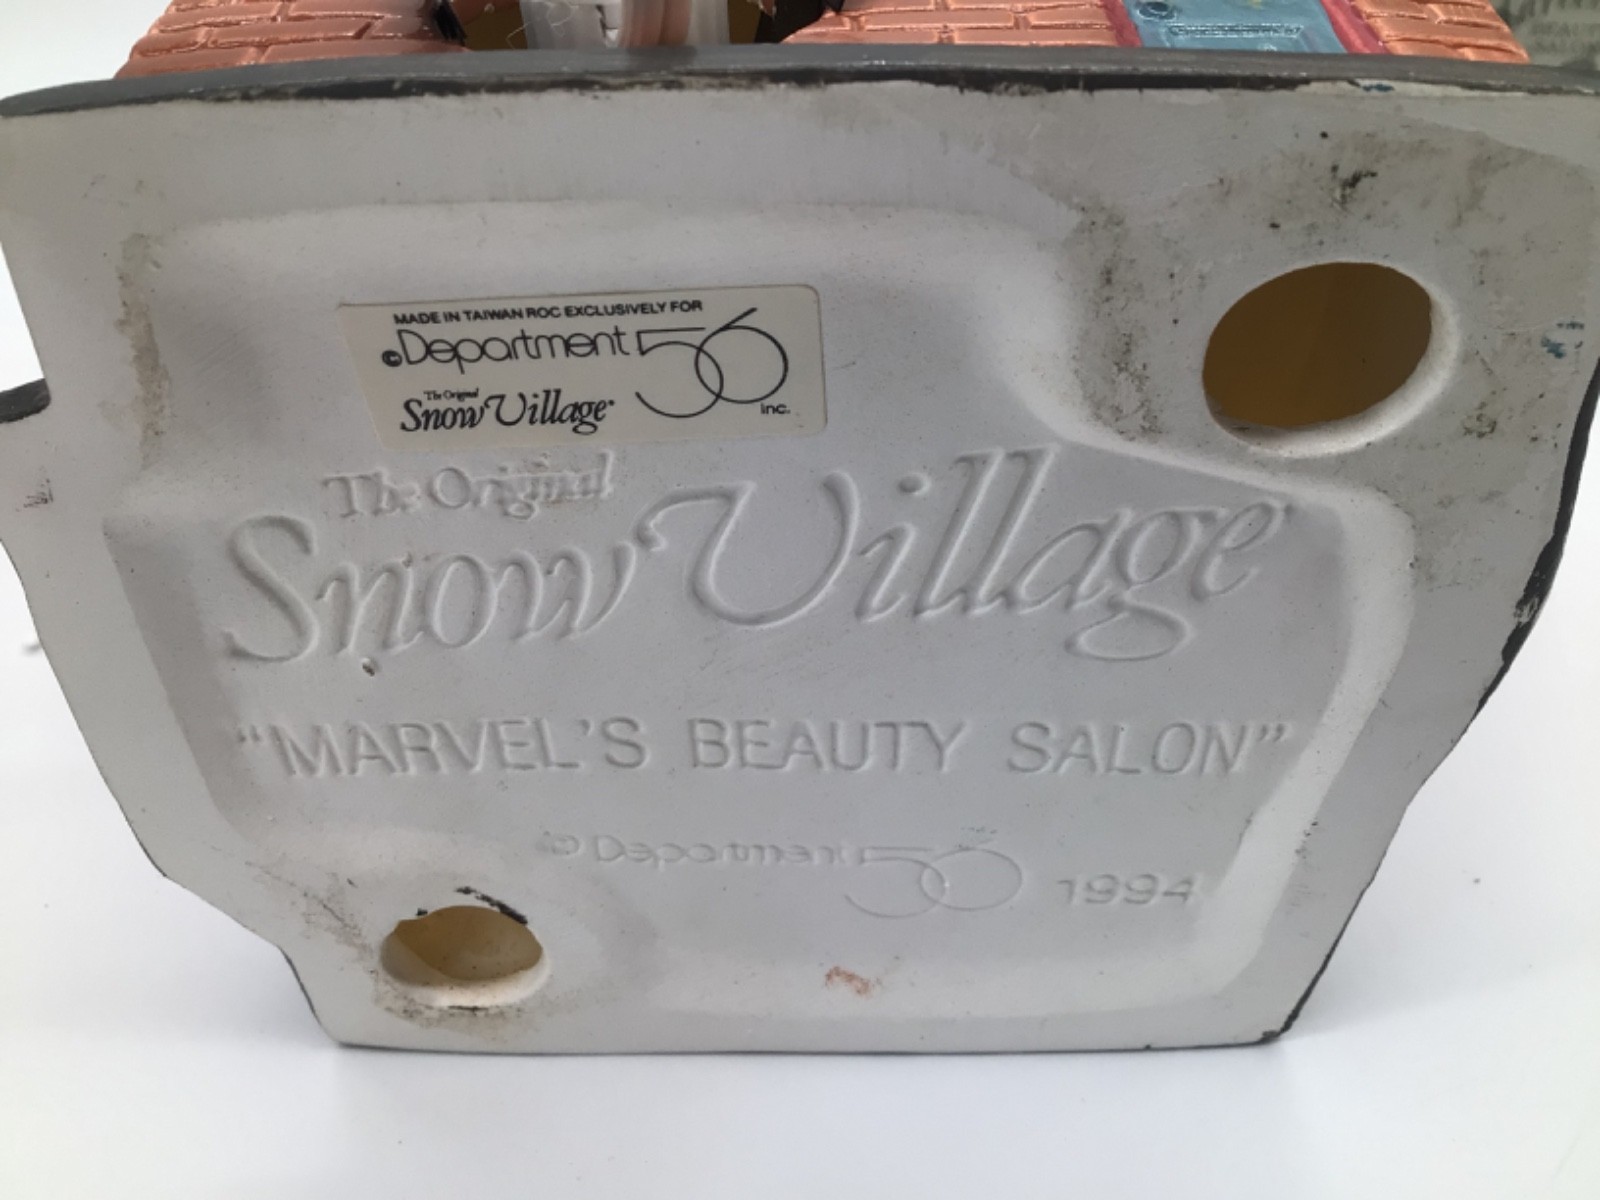 MADE IN TAIWAN ROC EXCLUSIVELY FOR
©Department 56
inc.
The Original
Snow Village
The Original
Snow Village
"MARVEL'S BEAUTY SALON"
© Department 56 1994